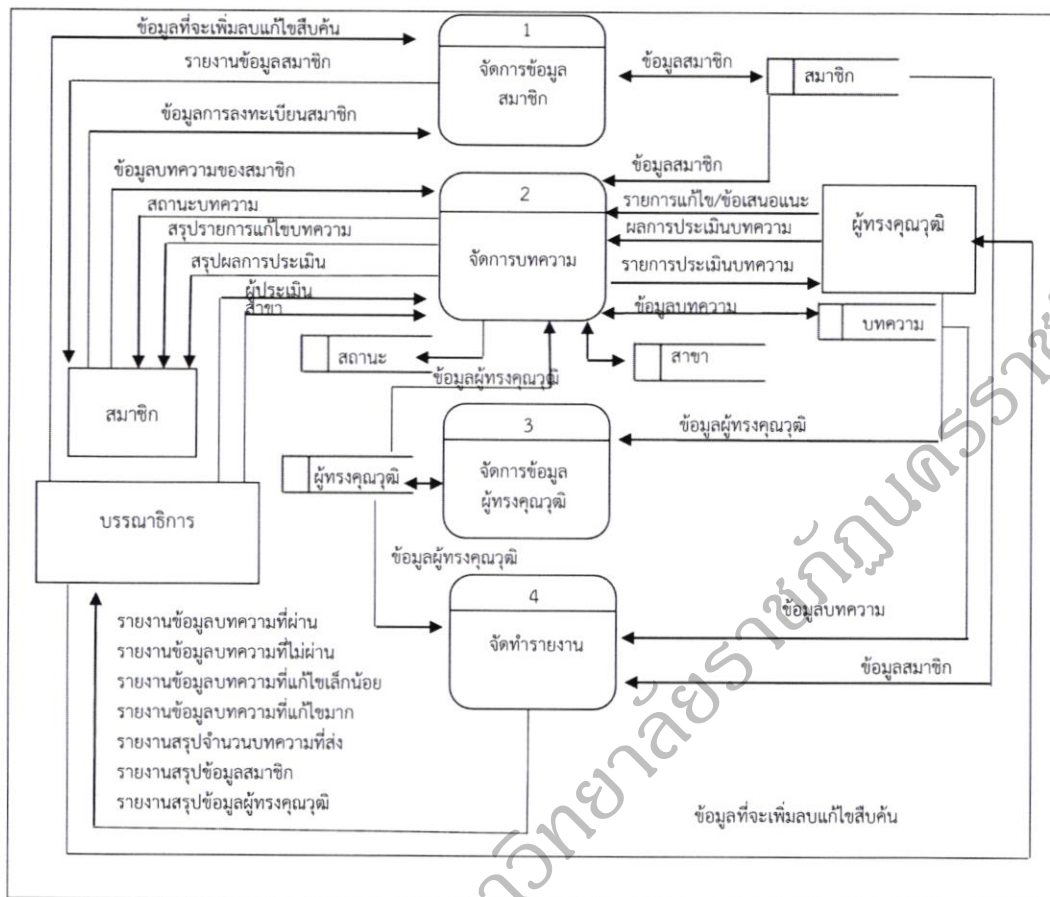 ข้อมูลที่จะเพิ่มลบแก้ไขสืบค้น
รายงานข้อมูลสมาชิก
ข้อมูลการลงทะเบียนสมาชิก
1
จัดการข้อมูล
สมาชิก
ข้อมูลสมาชิก
สมาชิก
ข้อมูลบทความของสมาชิก
สถานะบทความ
สรุปรายการแก้ไขบทความ
สรุปผลการประเมิน
ผู้ประเมิน
สาขา
2
จัดการบทความ
ข้อมูลสมาชิก
รายการแก้ไข/ข้อเสนอแนะ
ผลการประเมินบทความ
รายการประเมินบทความ
ข้อมูลบทความ
ผู้ทรงคุณวุฒิ
บทความ
สถานะ
สาขา
ข้อมูลผู้ทรงคุณวุฒิ
สมาชิก
3
จัดการข้อมูล
ผู้ทรงคุณวุฒิ
ข้อมูลผู้ทรงคุณวุฒิ
ผู้ทรงคุณวุฒิ
บรรณาธิการ
ข้อมูลผู้ทรงคุณวุฒิ
4
จัดทำรายงาน
ข้อมูลบทความ
ข้อมูลสมาชิก
รายงานข้อมูลบทความที่ผ่าน
รายงานข้อมูลบทความที่ไม่ผ่าน
รายงานข้อมูลบทความที่แก้ไขเล็กน้อย
รายงานข้อมูลบทความที่แก้ไขมาก
รายงานสรุปจำนวนบทความที่ส่ง
รายงานสรุปข้อมูลสมาชิก
รายงานสรุปข้อมูลผู้ทรงคุณวุฒิ
ข้อมูลที่จะเพิ่มลบแก้ไขสืบค้น